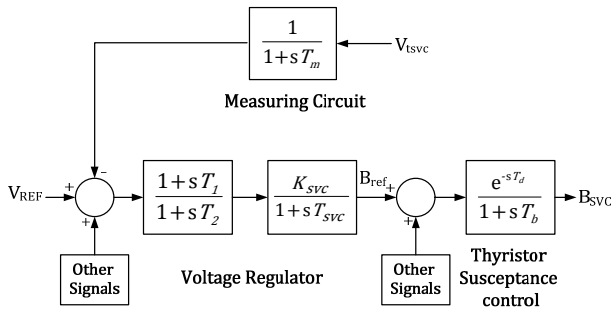 1
1+sT_m
V_tsvc
Measuring Circuit
-
V_REF
+
+
1+sT_1
1+sT_2
K_svc
1+sT_svc
B_ref
+
+
e^-sT_d
1+sT_b
B_SVC
Other
Signals
Voltage Regulator
Other
Signals
Thyristor
Susceptance
control